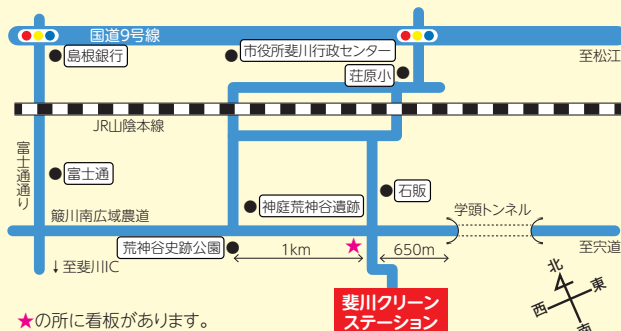 国道9号線
島根銀行
市役所斐川行政センター
荘原小
至松江
JR山陰本線
富士通通り
富士通
神庭荒神谷遺跡
石販
学頭トンネル
簸川南広域農道
荒神谷史跡公園
1km
★
650m
至宍道
↓至斐川IC
斐川クリーン
ステーション
北
東
西
南
★の所に看板があります。